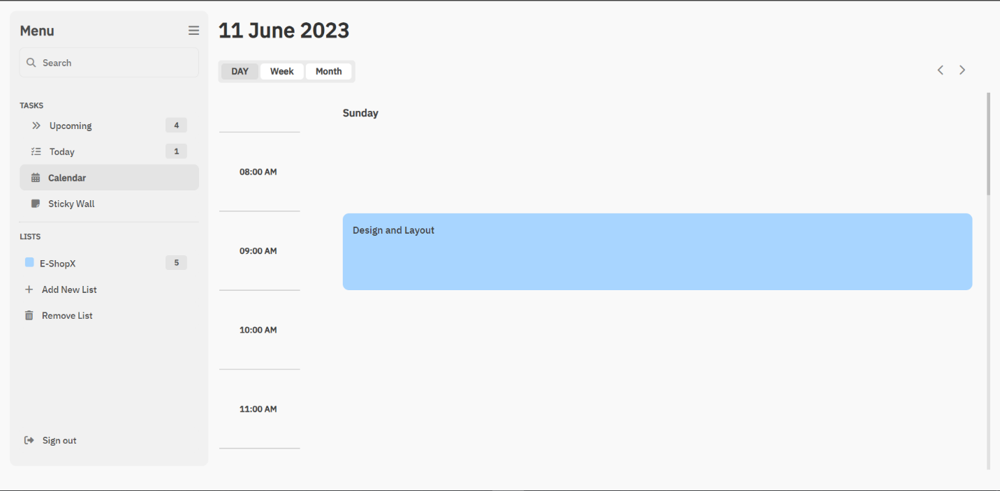 Menu
Search
TASKS
Upcoming 4
Today 1
Calendar
Sticky Wall
LISTS
E-ShopX 5
Add New List
Remove List
Sign out
11 June 2023
DAY Week Month
Sunday
08:00 AM
Design and Layout
09:00 AM
10:00 AM
11:00 AM